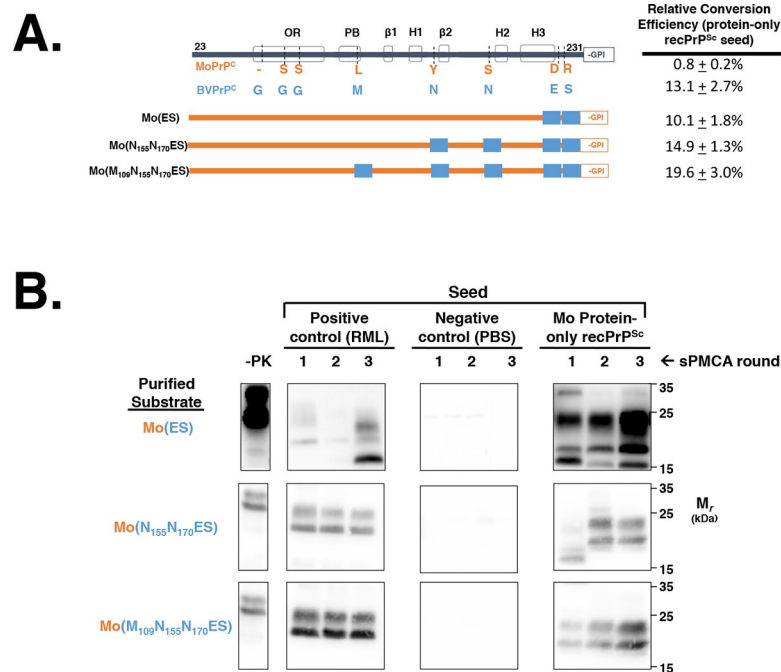 A.
Relative Conversion
Efficiency (protein-only
recPrPSc seed)
23 OR PB β1 H1 β2 H2 H3 231 -GPI
MoPrPC - S S L Y S D R 0.8 ± 0.2%
BVPrPC G G G M N N E S 13.1 ± 2.7%
Mo(ES) -GPI 10.1 ± 1.8%
Mo(N155N170ES) -GPI 14.9 ± 1.3%
Mo(M109N155N170ES) -GPI 19.6 ± 3.0%
B.
Seed
Positive
control (RML)
Negative
control (PBS)
Mo Protein-
only recPrPSc
-PK 1 2 3 1 2 3 1 2 3 ← sPMCA round
Purified
Substrate
Mo(ES)
35
25
15
Mo(N155N170ES)
35
25
15
Mr
(kDa)
Mo(M109N155N170ES)
35
25
15